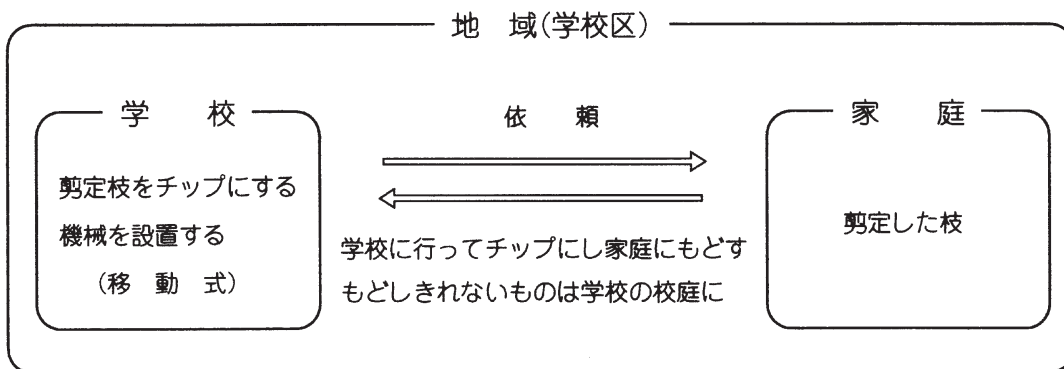 地　域(学校区)
学　校
剪定枝をチップにする
機械を設置する
（移　動　式）
依　頼
学校に行ってチップにし家庭にもどす
もどしきれないものは学校の校庭に
家　庭
剪定した枝